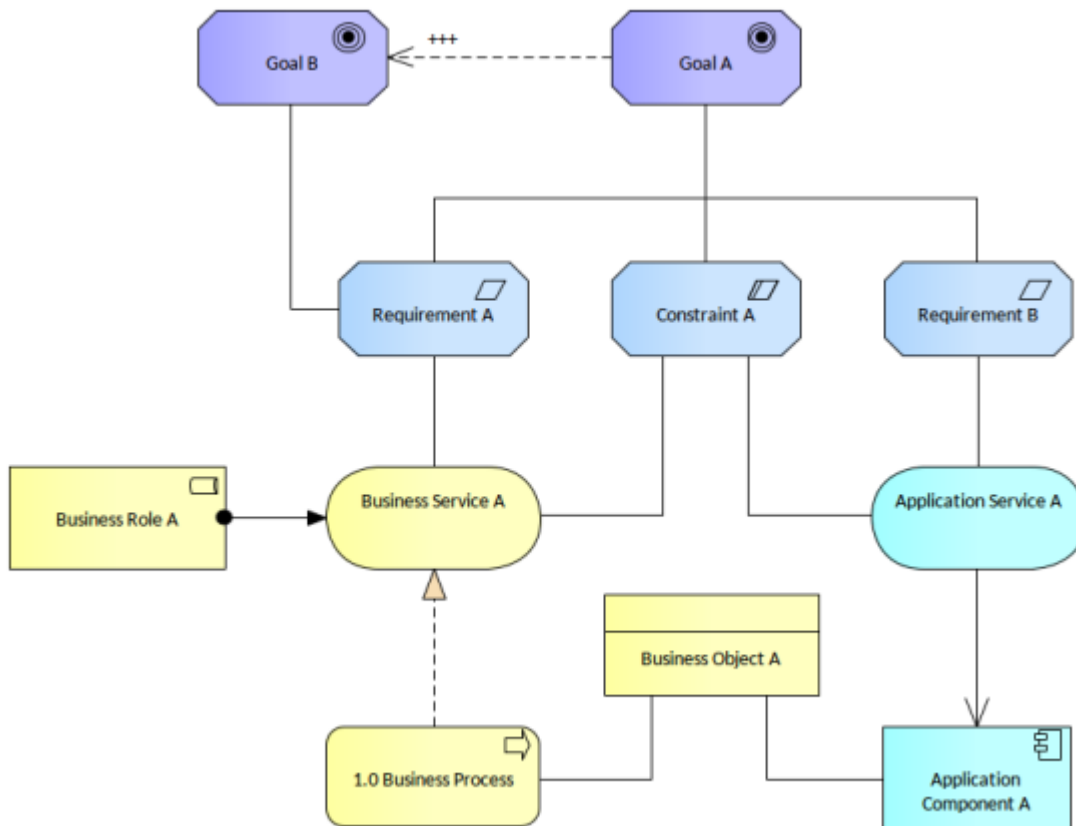 +++
Goal B
Goal A
Requirement A
Constraint A
Requirement B
Business Role A
Business Service A
Application Service A
Business Object A
1.0 Business Process
Application
Component A